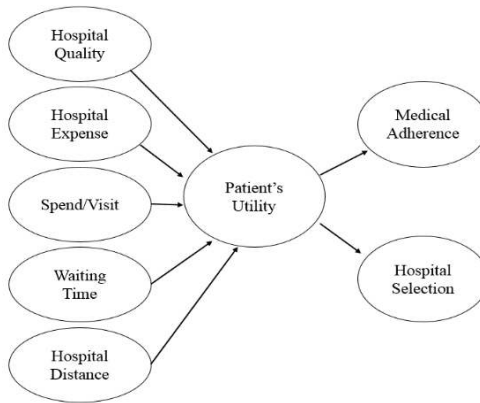 Hospital
Quality
Hospital
Expense
Spend/Visit
Waiting
Time
Hospital
Distance
Patient's
Utility
Medical
Adherence
Hospital
Selection